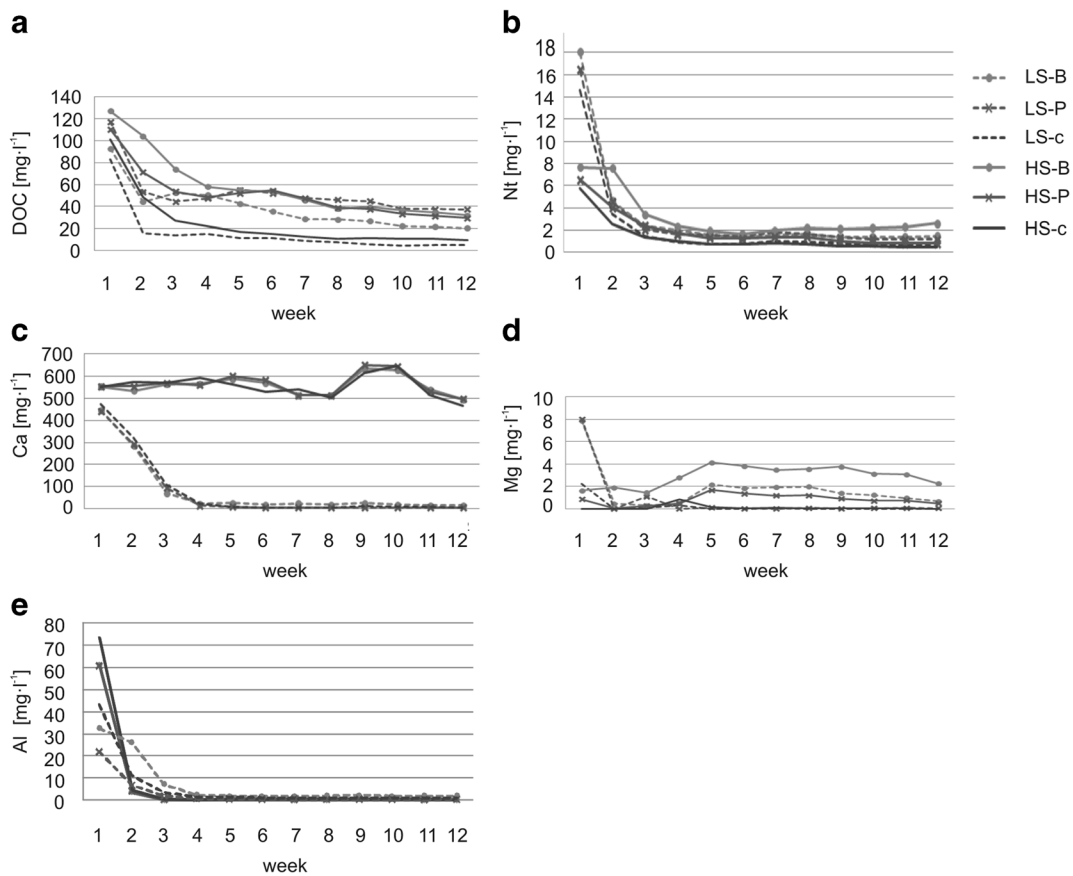 a
DOC [mg·l⁻¹]
140
120
100
80
60
40
20
0
1 2 3 4 5 6 7 8 9 10 11 12
week
b
Nt [mg·l⁻¹]
18
16
14
12
10
8
6
4
2
0
1 2 3 4 5 6 7 8 9 10 11 12
week
LS-B
LS-P
LS-c
HS-B
HS-P
HS-c
c
Ca [mg·l⁻¹]
700
600
500
400
300
200
100
0
1 2 3 4 5 6 7 8 9 10 11 12
week
d
Mg [mg·l⁻¹]
10
8
6
4
2
0
1 2 3 4 5 6 7 8 9 10 11 12
week
e
Al [mg·l⁻¹]
80
70
60
50
40
30
20
10
0
1 2 3 4 5 6 7 8 9 10 11 12
week